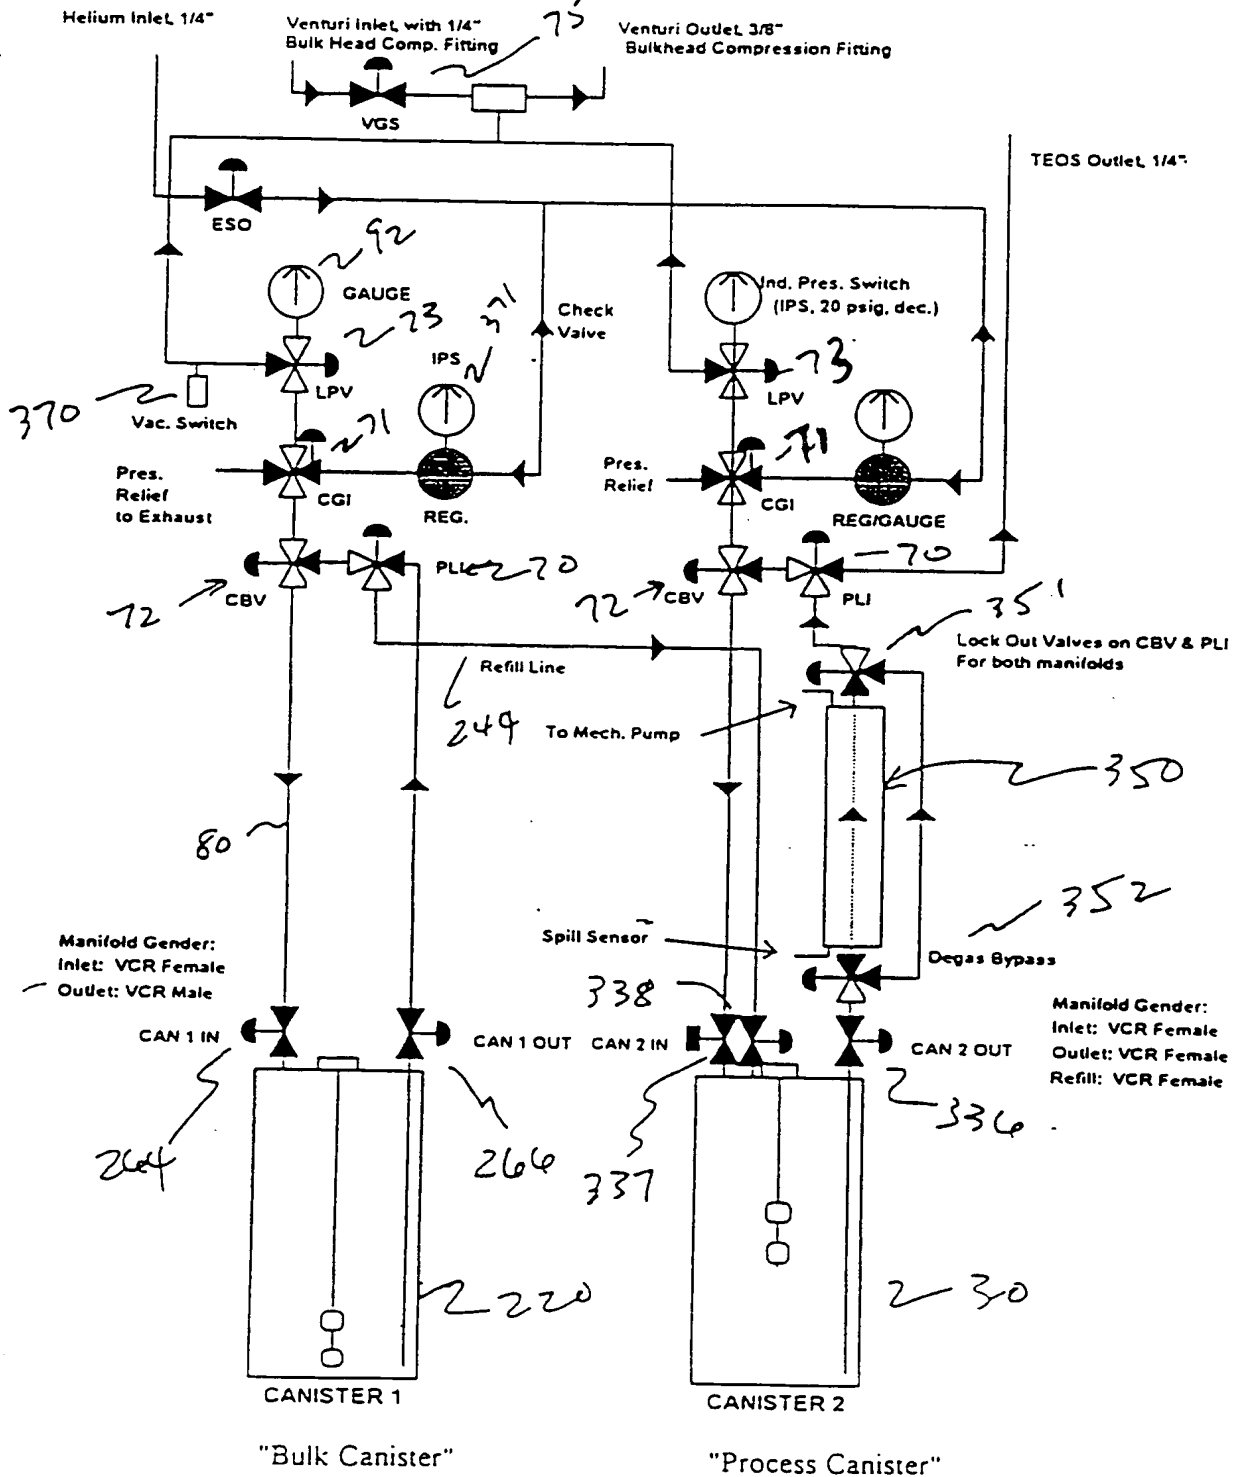 Helium Inlet, 1/4"
Venturi Inlet, with 1/4"
Bulk Head Comp. Fitting
75
Venturi Outlet, 3/8"
Bulkhead Compression Fitting
VGS
TEOS Outlet, 1/4"
ESO
92
GAUGE
371
Ind. Pres. Switch
(IPS, 20 psig, dec.)
Check
Valve
73
IPS
LPV
73
LPV
370
Vac. Switch
71
71
Pres.
Relief
to Exhaust
CGI
REG.
Pres.
Relief
CGI
REG/GAUGE
PLI
70
70
72
CBV
72
CBV
PLI
351
Lock Out Valves on CBV & PLI
For both manifolds
Refill Line
244
To Mech. Pump
350
80
352
Spill Sensor
Degas Bypass
Manifold Gender:
Inlet: VCR Female
Outlet: VCR Male
338
Manifold Gender:
Inlet: VCR Female
Outlet: VCR Female
Refill: VCR Female
CAN 1 IN
CAN 1 OUT
CAN 2 IN
CAN 2 OUT
264
266
337
336
220
30
CANISTER 1
CANISTER 2
"Bulk Canister"
"Process Canister"